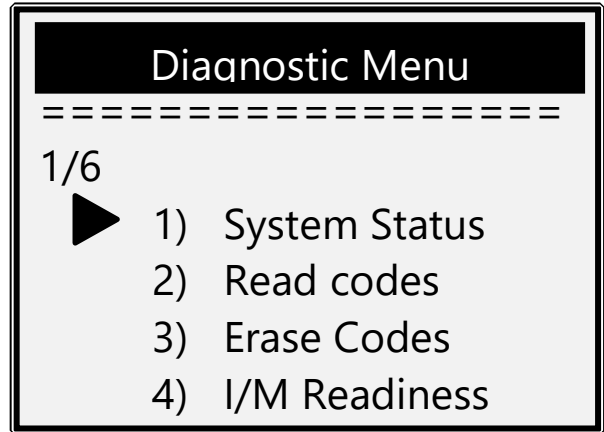 Diagnostic Menu
==================
1/6
1) System Status
2) Read codes
3) Erase Codes
4) I/M Readiness